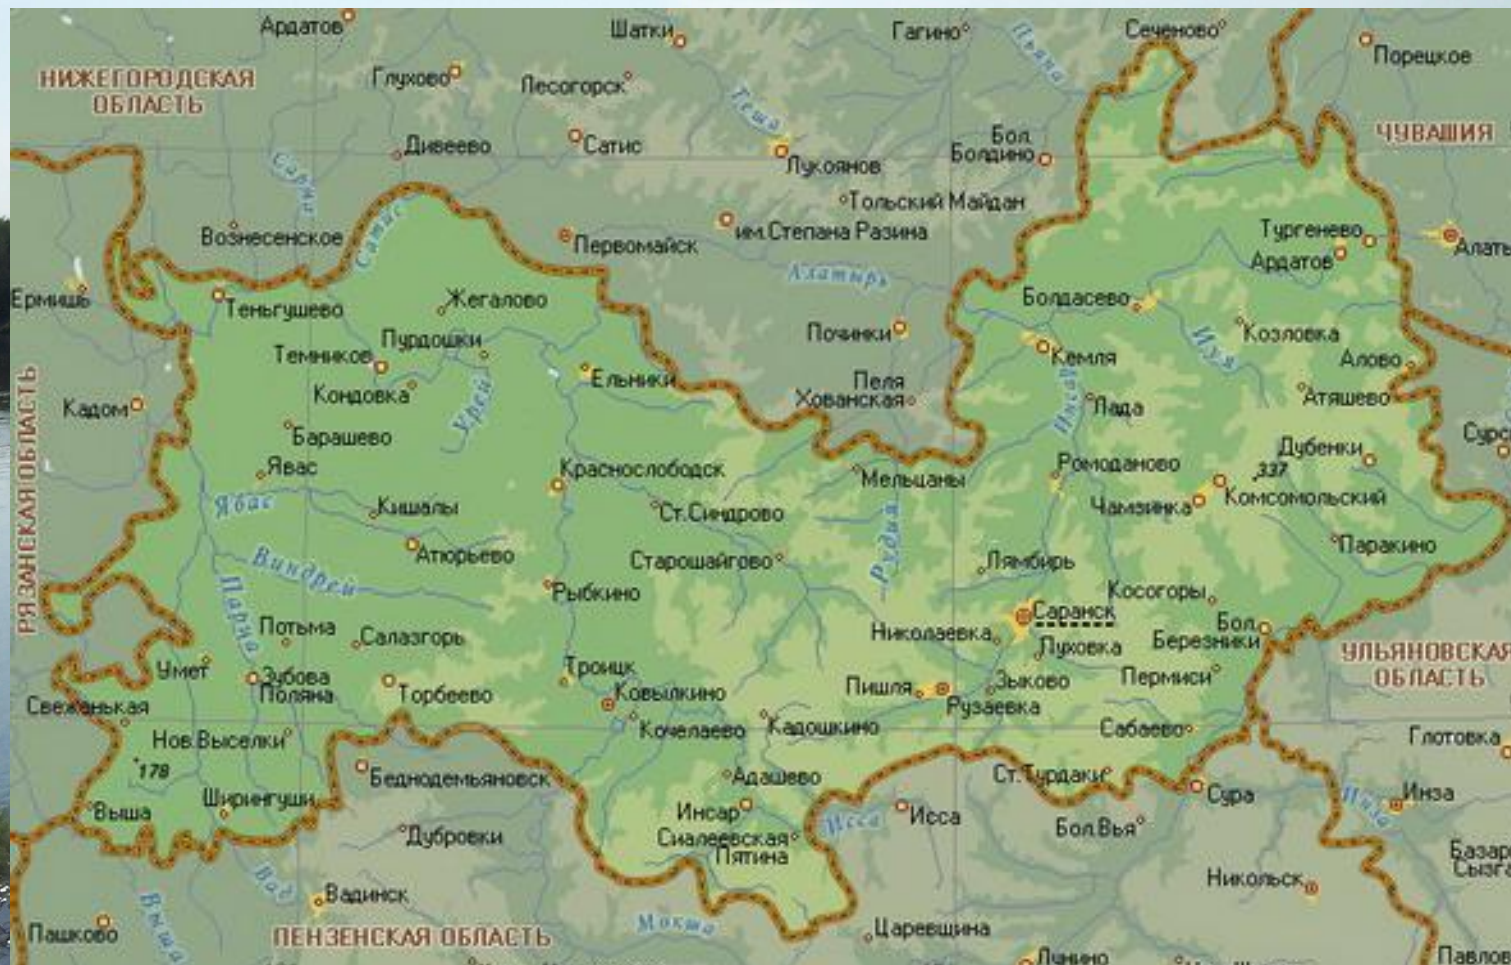 Ардатов
Шатки
Гагино
Сеченово
Пьяна
Порецкое
НИЖЕГОРОДСКАЯ
ОБЛАСТЬ
Глухово
Лесогорск
Теша
ЧУВАШИЯ
Дивеево
Сатис
Лукоянов
Бол.
Болдино
Сарма
Сатис
Вознесенское
Первомайск
Тольский Майдан
им.Степана Разина
Тургенево
Ардатов
Алатырь
Ермишь
Теньгушево
Жегалово
Болдасево
Пурдошки
Починки
Козловка
Темников
Кемля
Алово
Кондовка
Ельники
Пеля
Хованская
Инсар
Лада
Атяшево
Кадом
Урей
Барашево
Дубенки
Явас
Краснослободск
Мельцаны
Ромоданово
337
Комсомольский
Чамзинка
РЯЗАНСКАЯ ОБЛАСТЬ
Кишалы
Ст.Синдрово
Рудня
Паракино
Атюрьево
Старошайгово
Лямбирь
Виндрей
Парца
Рыбкино
Косогоры
Саранск
Потьма
Салазгорь
Николаевка
Луховка
Бол.
Березники
УЛЬЯНОВСКАЯ
ОБЛАСТЬ
Умет
Зубова
Поляна
Торбеево
Троицк
Ковылкино
Пишля
Рузаевка
Зыково
Пермиси
Свеженькая
Нов.Выселки
Кочелаево
Кадошкино
Сабаево
Глотовка
178
Беднодемьяновск
Адашево
Ст.Турдаки
Сура
Инза
Выша
Ширингуши
Инсар
Исса
Исса
Сиалеевская
Пятина
Бол.Вья
Дубровки
Вад
Вадинск
Никольск
Выша
Пашково
ПЕНЗЕНСКАЯ ОБЛАСТЬ
Мокша
Царевщина
Лунино